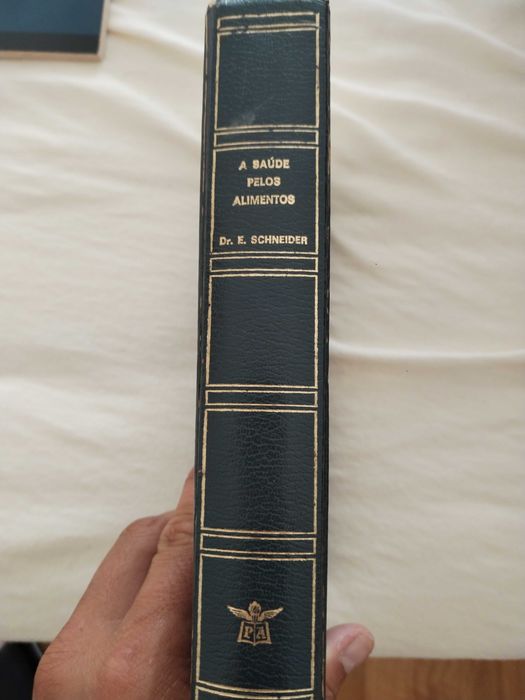 A SAÚDE
PELOS
ALIMENTOS
Dr. E. SCHNEIDER
PA